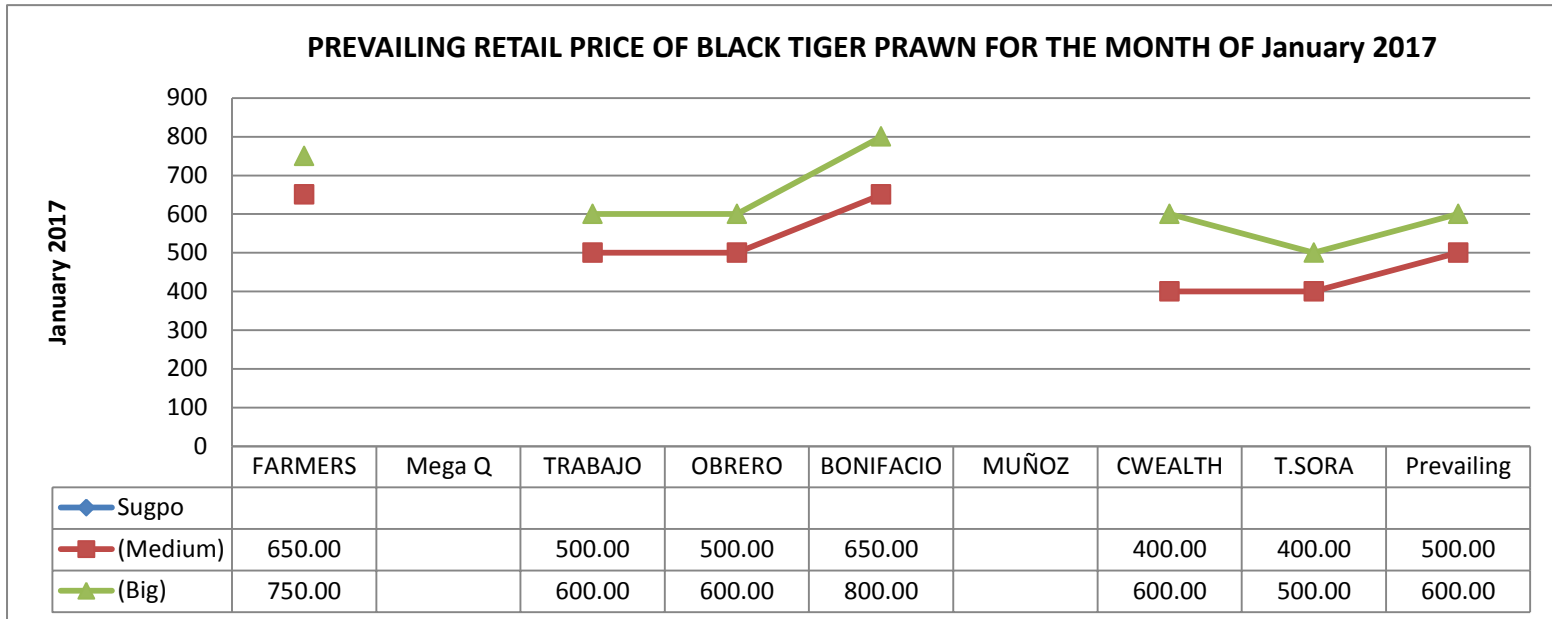 PREVAILING RETAIL PRICE OF BLACK TIGER PRAWN FOR THE MONTH OF January 2017
January 2017
900
800
700
600
500
400
300
200
100
0
FARMERS Mega Q TRABAJO OBRERO BONIFACIO MUÑOZ CWEALTH T.SORA Prevailing
Sugpo
(Medium) 650.00 500.00 500.00 650.00 400.00 400.00 500.00
(Big) 750.00 600.00 600.00 800.00 600.00 500.00 600.00